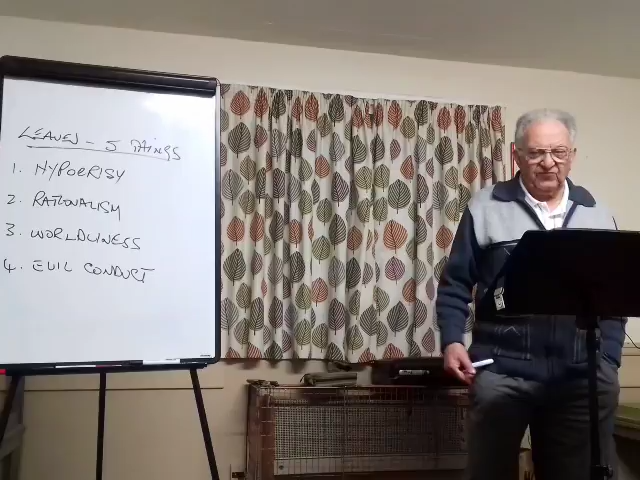 LEAVEN - 5 THINGS
1. HYPOCRISY
2. RATIONALISM
3. WORLDLINESS
4. EVIL CONDUCT